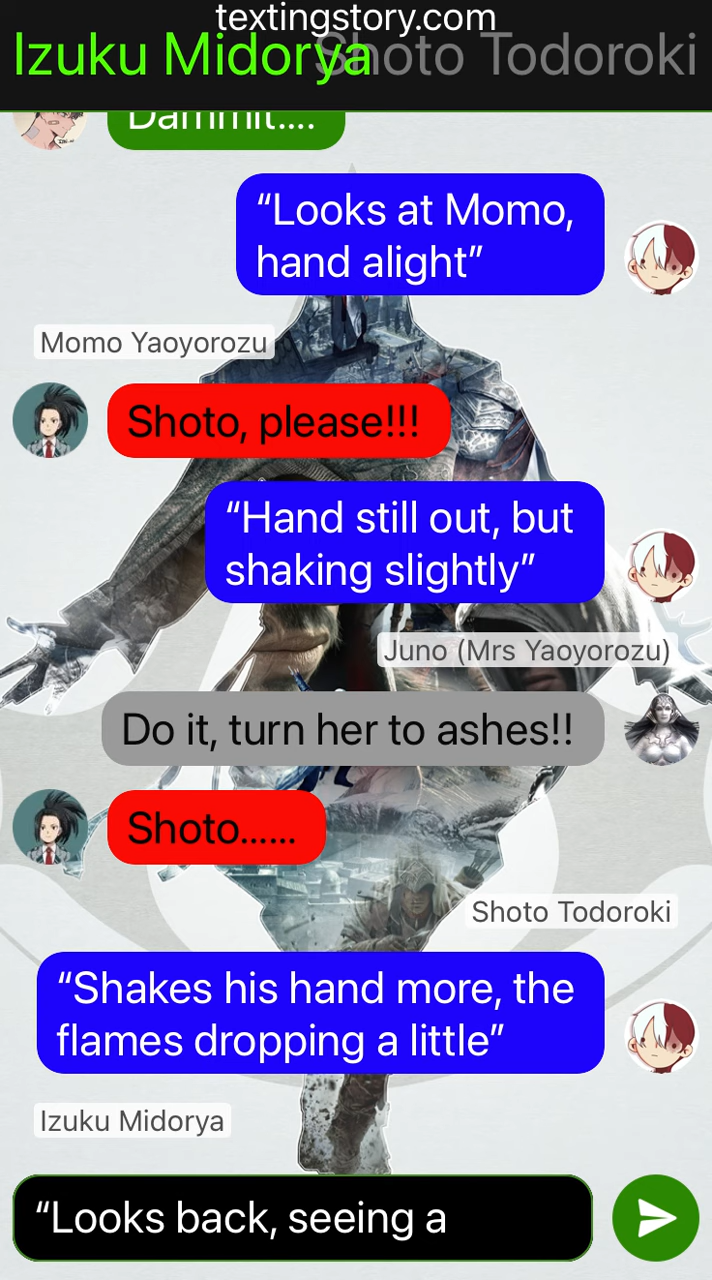 textingstory.com
Izuku Midorya Shoto Todoroki
Dammit....
“Looks at Momo,
hand alight”
Momo Yaoyorozu
Shoto, please!!!
“Hand still out, but
shaking slightly”
Juno (Mrs Yaoyorozu)
Do it, turn her to ashes!!
Shoto......
Shoto Todoroki
“Shakes his hand more, the
flames dropping a little”
Izuku Midorya
“Looks back, seeing a